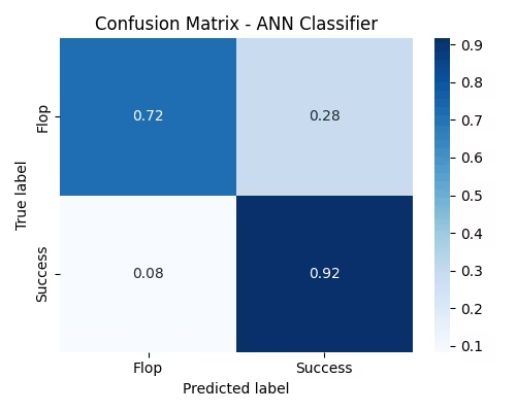 Confusion Matrix - ANN Classifier
0.9
0.8
Flop
0.72
0.28
0.7
0.6
True label
0.5
0.4
Success
0.08
0.92
0.3
0.2
0.1
Flop
Success
Predicted label